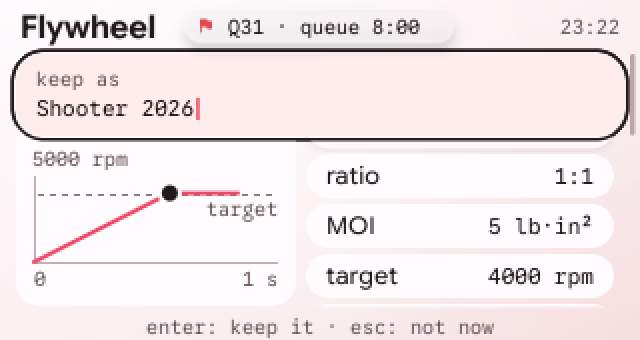 Flywheel
Q31 · queue 8:00
23:22
keep as
Shooter 2026
5000 rpm
target
0
1 s
ratio
1:1
MOI
5 lb·in²
target
4000 rpm
enter: keep it · esc: not now